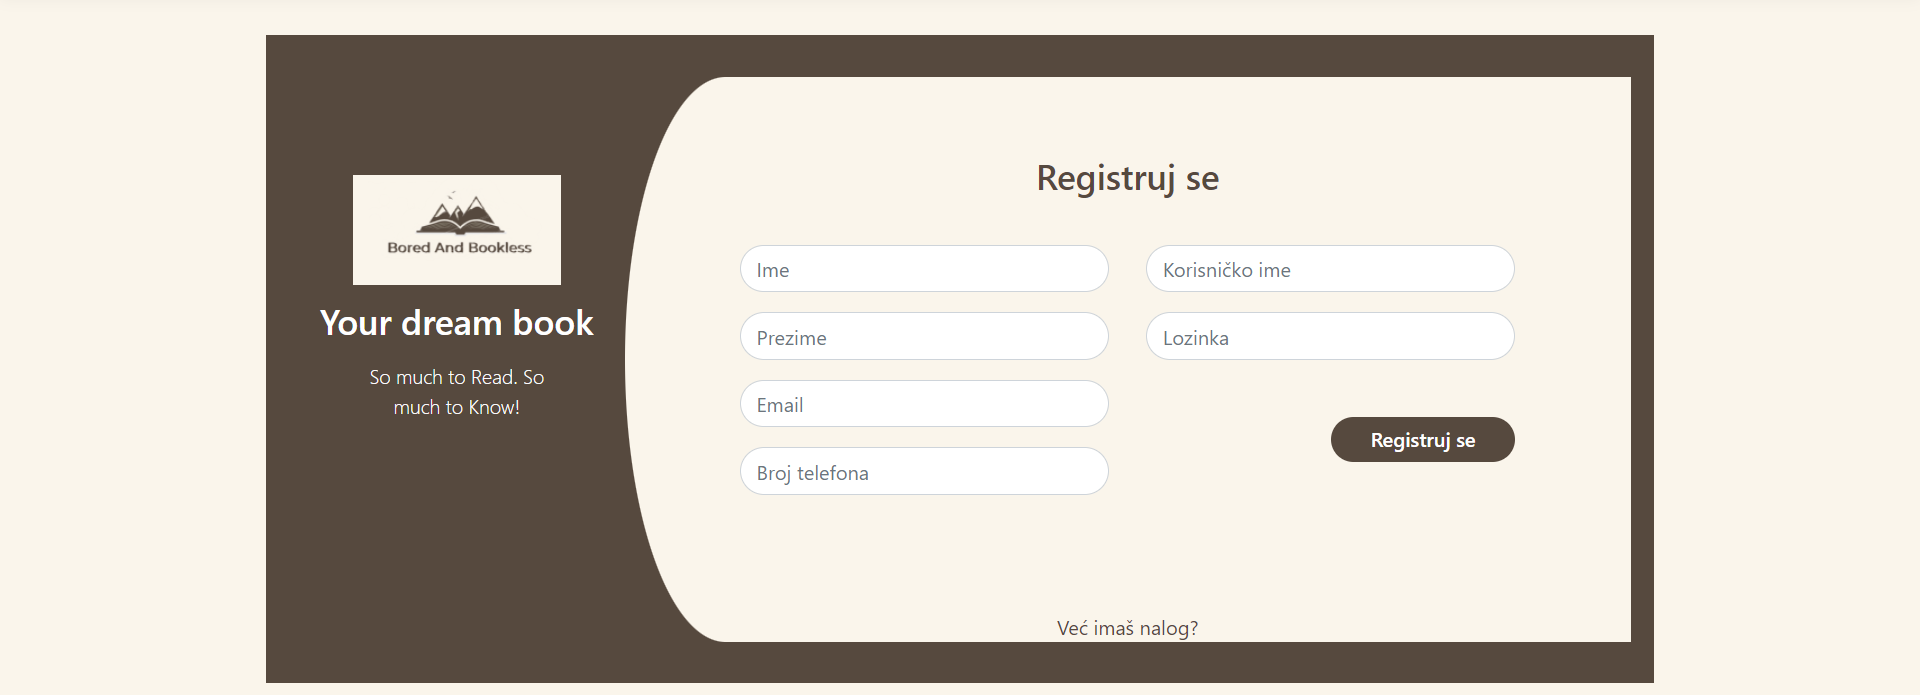 Bored And Bookless
Your dream book
So much to Read. So
much to Know!
Registruj se
Ime
Korisničko ime
Prezime
Lozinka
Email
Registruj se
Broj telefona
Već imaš nalog?